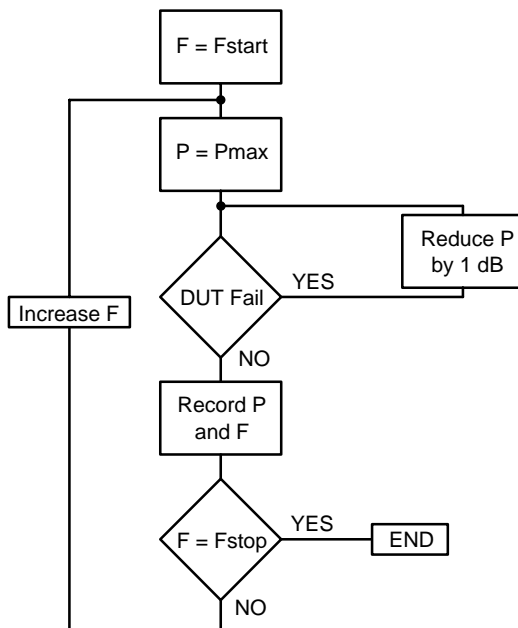 F = Fstart
P = Pmax
Reduce P
by 1 dB
DUT Fail
YES
Increase F
NO
Record P
and F
F = Fstop
YES
END
NO